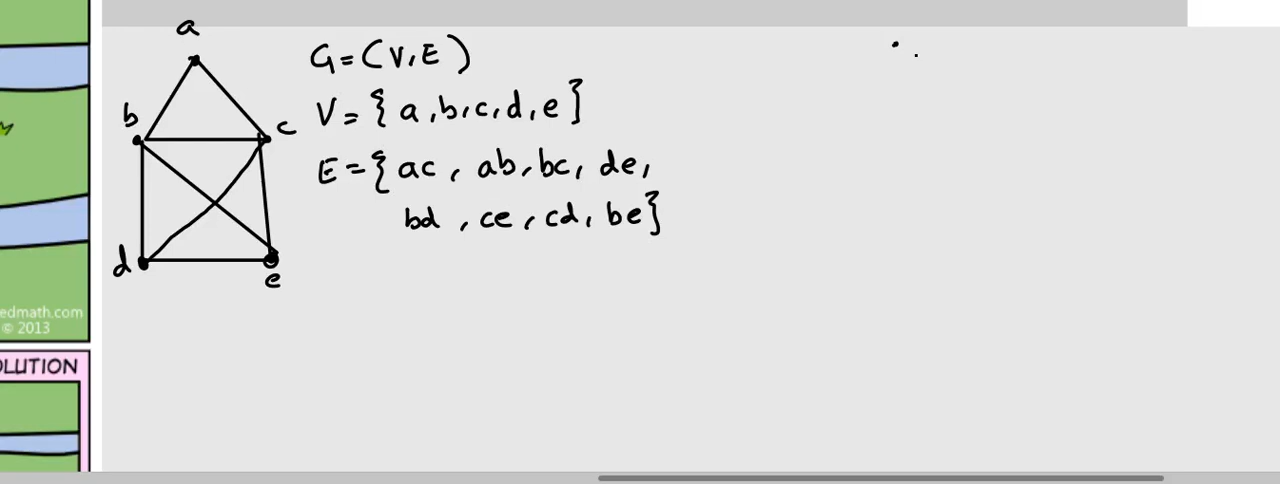 a
G=(V,E)
b
c
V={a,b,c,d,e}
E={ac, ab,bc, de,
bd, ce, cd, be}
d
e
edmath.com
© 2013
OLUTION